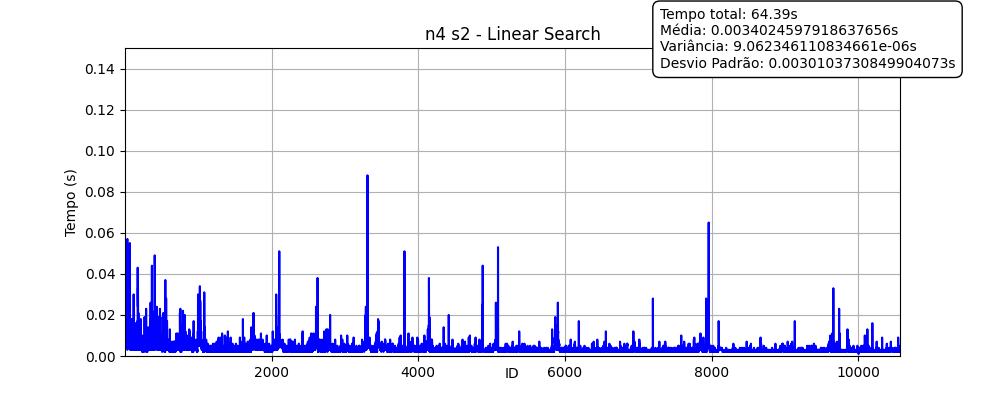 Tempo total: 64.39s
Média: 0.0034024597918637656s
Variância: 9.062346110834661e-06s
Desvio Padrão: 0.0030103730849904073s
n4 s2 - Linear Search
0.14
0.12
0.10
0.08
0.06
0.04
0.02
0.00
Tempo (s)
2000
4000
6000
8000
10000
ID